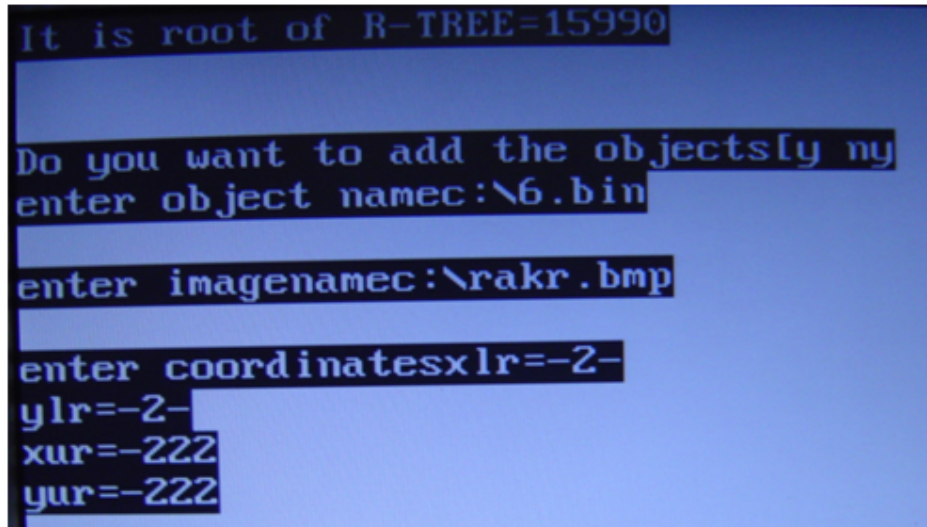 It is root of R-TREE=15990
Do you want to add the objects[y ny
enter object namec:\6.bin
enter imagenamec:\rakr.bmp
enter coordinatesxlr=-2-
ylr=-2-
xur=-222
yur=-222